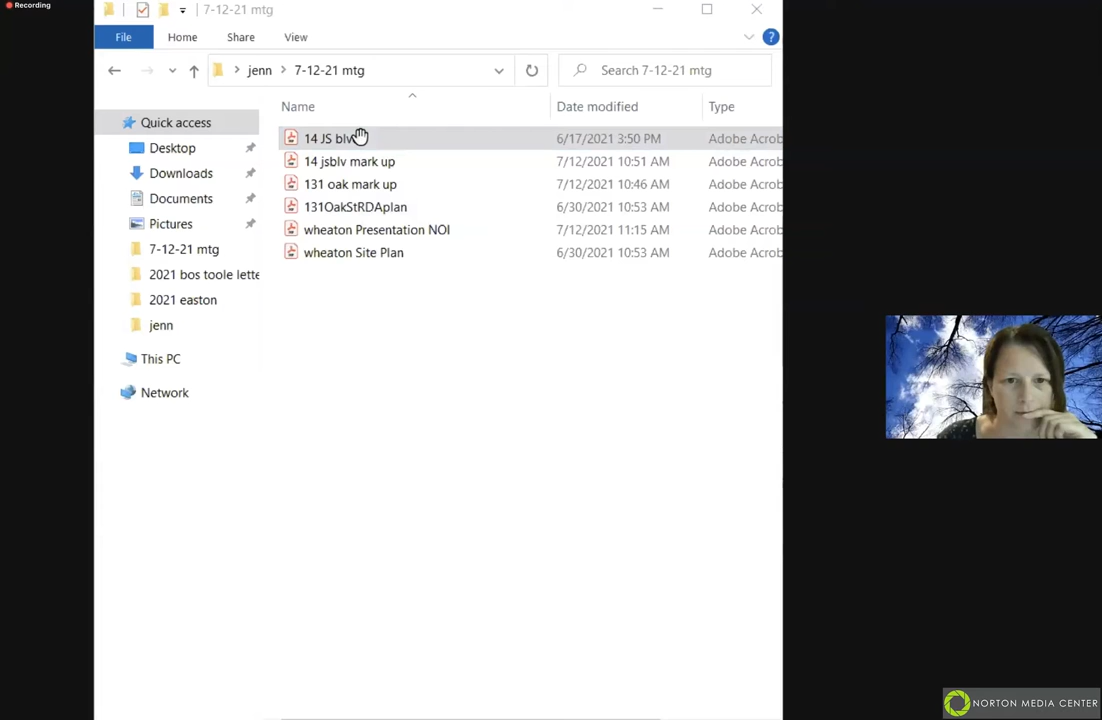 Recording
7-12-21 mtg
File Home Share View
jenn 7-12-21 mtg Search 7-12-21 mtg
Name Date modified Type
Quick access
Desktop
Downloads
Documents
Pictures
7-12-21 mtg
2021 bos toole lette
2021 easton
jenn
This PC
Network
14 JS blv 6/17/2021 3:50 PM Adobe Acrob
14 jsblv mark up 7/12/2021 10:51 AM Adobe Acrob
131 oak mark up 7/12/2021 10:46 AM Adobe Acrob
131OakStRDAplan 6/30/2021 10:53 AM Adobe Acrob
wheaton Presentation NOI 7/12/2021 11:15 AM Adobe Acrob
wheaton Site Plan 6/30/2021 10:53 AM Adobe Acrob
NORTON MEDIA CENTER